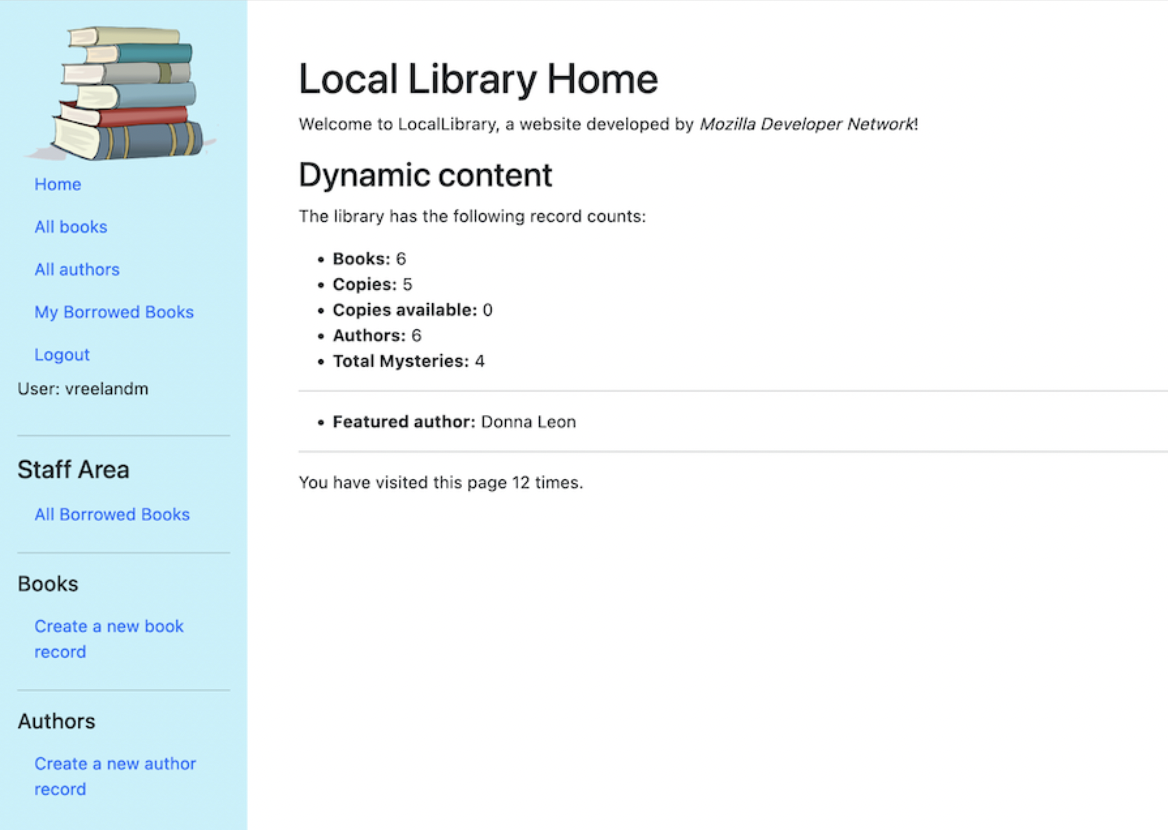 Home
All books
All authors
My Borrowed Books
Logout
User: vreelandm
Staff Area
All Borrowed Books
Books
Create a new book
record
Authors
Create a new author
record
Local Library Home
Welcome to LocalLibrary, a website developed by Mozilla Developer Network!
Dynamic content
The library has the following record counts:
• Books: 6
• Copies: 5
• Copies available: 0
• Authors: 6
• Total Mysteries: 4
• Featured author: Donna Leon
You have visited this page 12 times.